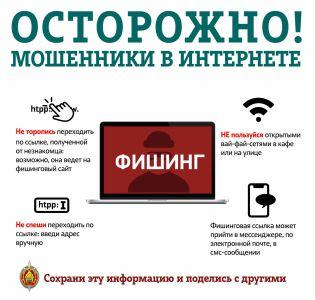 ОСТОРОЖНО!
МОШЕННИКИ В ИНТЕРНЕТЕ
htpp:
w.
Не торопись переходить
по ссылке, полученной
от незнакомца:
возможно, она ведет на
фишинговый сайт
ФИШИНГ
НЕ пользуйся открытыми
вай-фай-сетями в кафе
или на улице
htpp:
Не спеши переходить по
ссылке: введи адрес
вручную
Фишинговая ссылка может
прийти в мессенджере, по
электронной почте, в
смс-сообщении
Сохрани эту информацию и поделись с другими